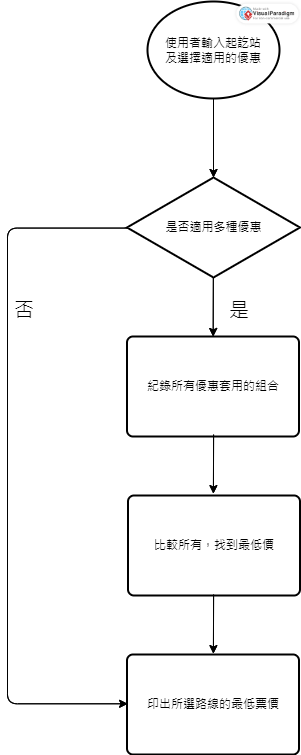 VisualParadigm
使用者輸入起訖站
及選擇適用的優惠
是否適用多種優惠
否
是
紀錄所有優惠套用的組合
比較所有，找到最低價
印出所選路線的最低票價